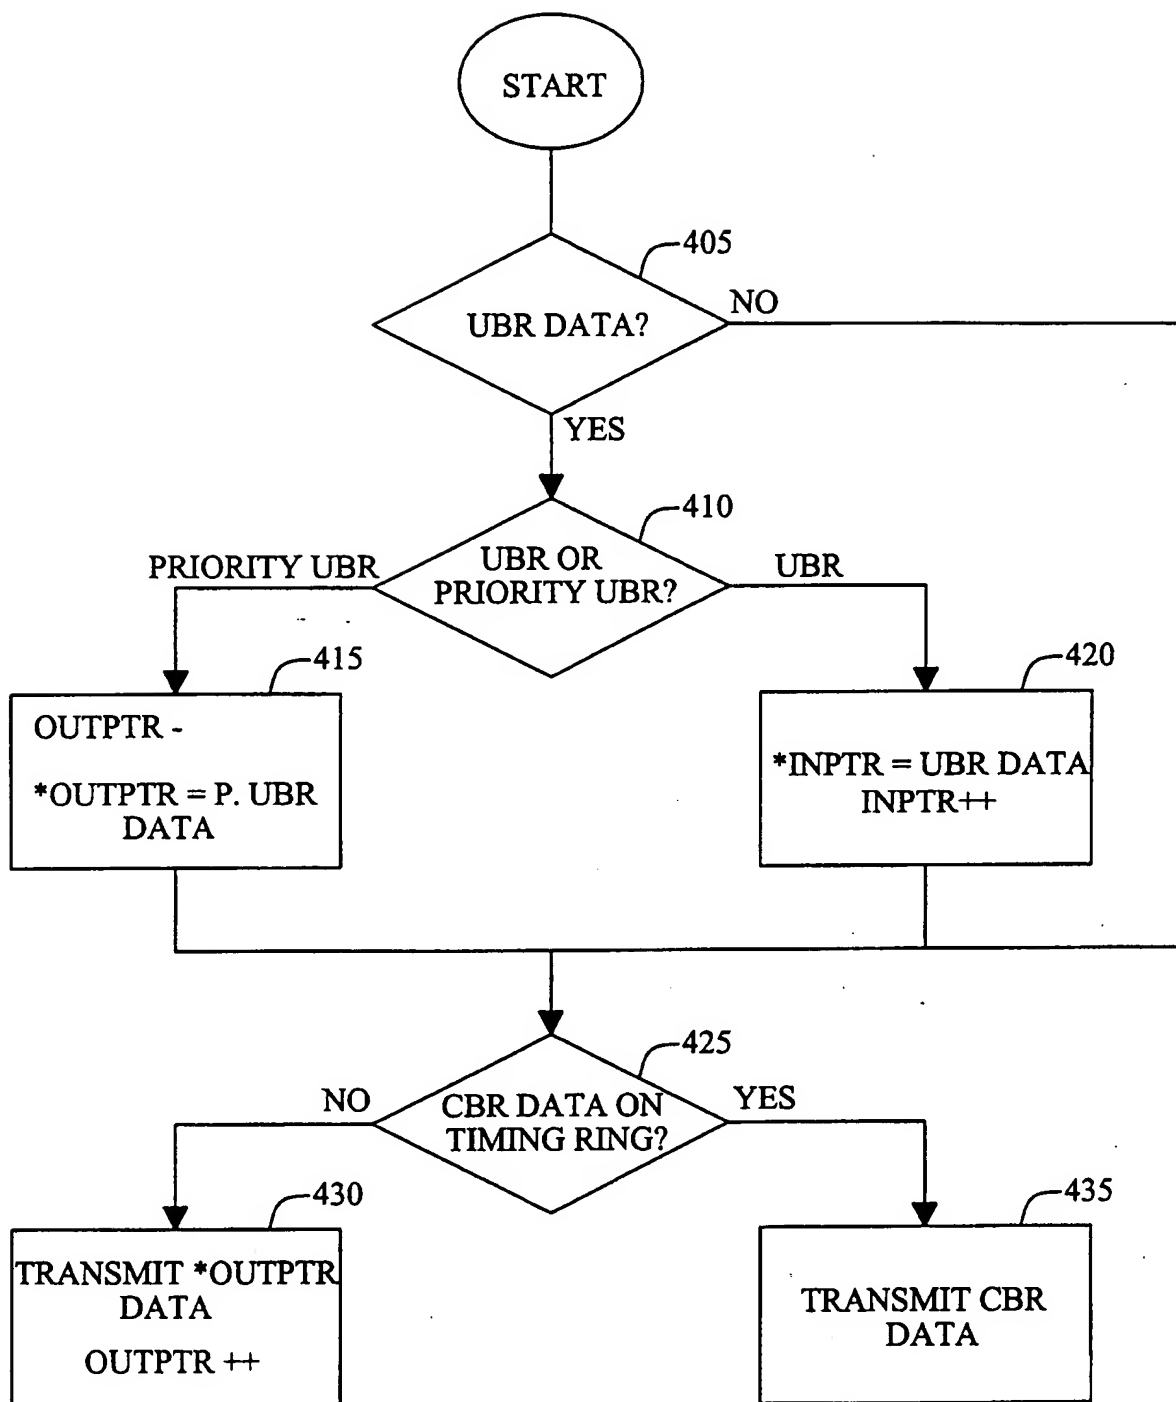 START
405
NO
UBR DATA?
YES
410
PRIORITY UBR
UBR OR
PRIORITY UBR?
UBR
415
420
OUTPTR -
*OUTPTR = P. UBR
DATA
*INPTR = UBR DATA
INPTR++
425
NO
CBR DATA ON
TIMING RING?
YES
430
435
TRANSMIT *OUTPTR
DATA
OUTPTR ++
TRANSMIT CBR
DATA